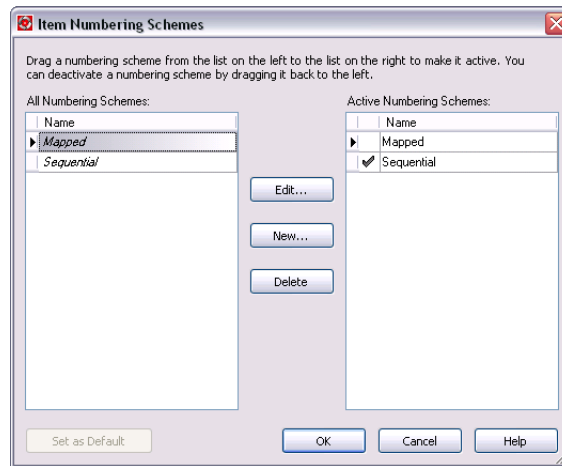 Item Numbering Schemes
Drag a numbering scheme from the list on the left to the list on the right to make it active. You
can deactivate a numbering scheme by dragging it back to the left.
All Numbering Schemes:
Active Numbering Schemes:
Name
Name
Mapped
Mapped
Sequential
Sequential
Edit...
New...
Delete
Set as Default
OK
Cancel
Help